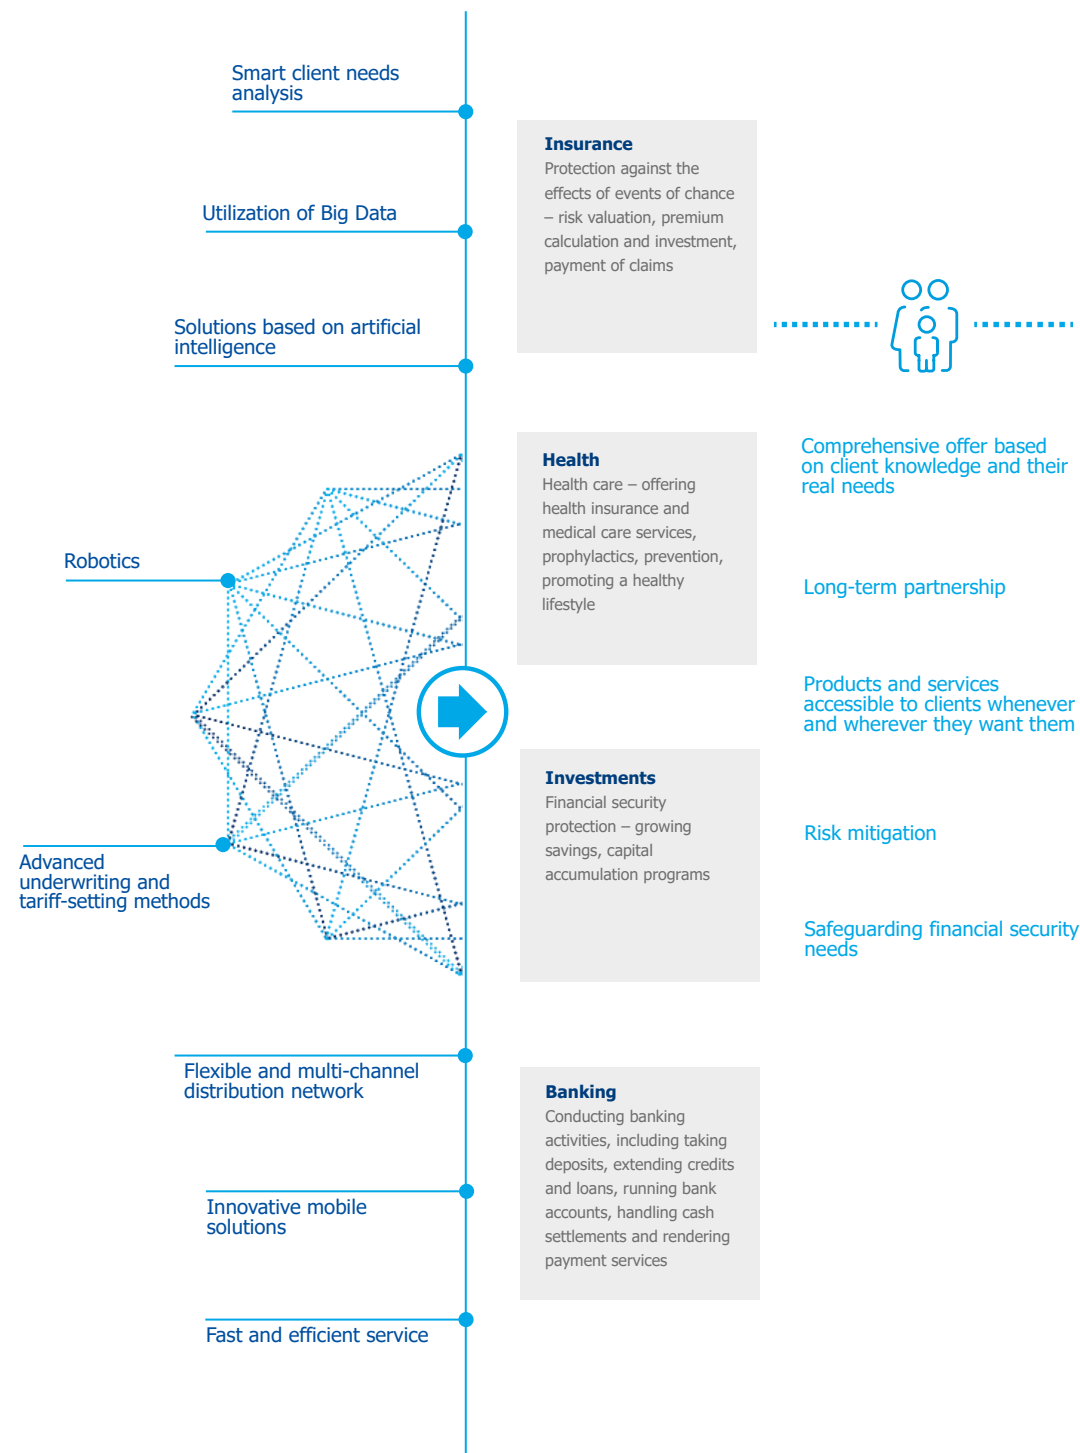 Smart client needs
analysis
Utilization of Big Data
Solutions based on artificial
intelligence
Robotics
Advanced
underwriting and
tariff-setting methods
Flexible and multi-channel
distribution network
Innovative mobile
solutions
Fast and efficient service
Insurance
Protection against the
effects of events of chance
– risk valuation, premium
calculation and investment,
payment of claims
Health
Health care – offering
health insurance and
medical care services,
prophylactics, prevention,
promoting a healthy
lifestyle
Investments
Financial security
protection – growing
savings, capital
accumulation programs
Banking
Conducting banking
activities, including taking
deposits, extending credits
and loans, running bank
accounts, handling cash
settlements and rendering
payment services
Comprehensive offer based
on client knowledge and their
real needs
Long-term partnership
Products and services
accessible to clients whenever
and wherever they want them
Risk mitigation
Safeguarding financial security
needs